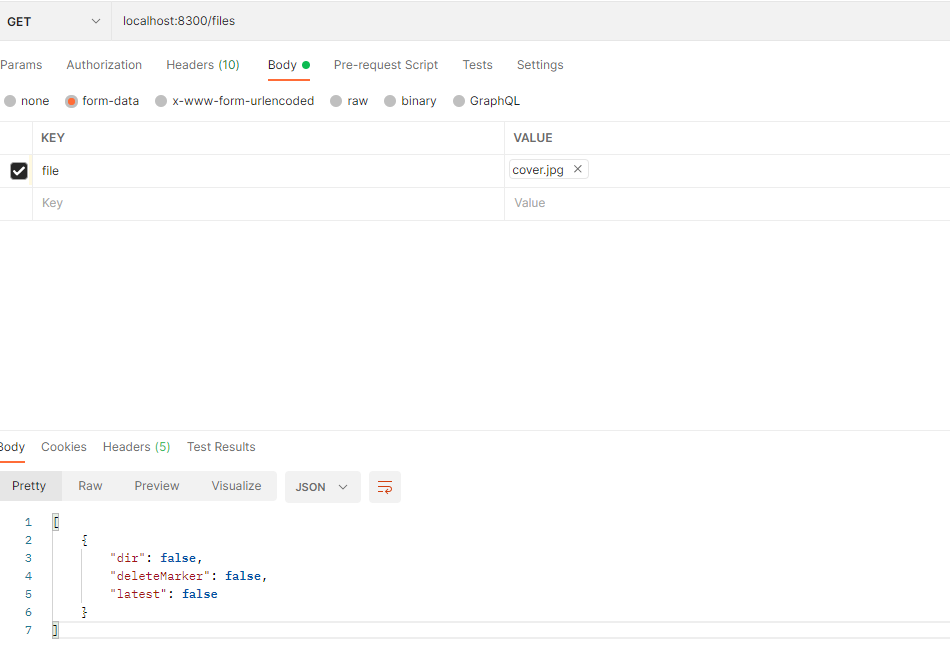 GET localhost:8300/files
Params Authorization Headers (10) Body Pre-request Script Tests Settings
none form-data x-www-form-urlencoded raw binary GraphQL
KEY VALUE
file cover.jpg ✕
Key Value
Body Cookies Headers (5) Test Results
Pretty Raw Preview Visualize JSON
1 [
2 {
3 "dir": false,
4 "deleteMarker": false,
5 "latest": false
6 }
7 ]